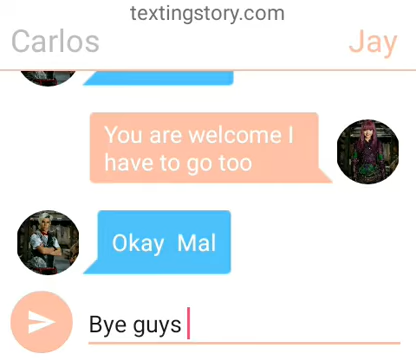 textingstory.com
Carlos Jay
You are welcome I
have to go too
Okay Mal
Bye guys